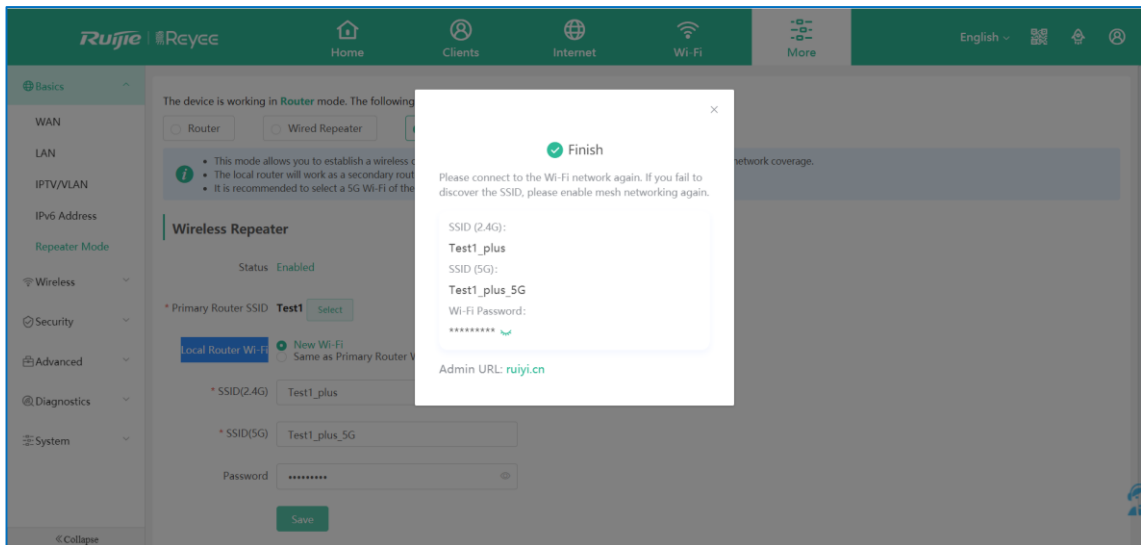 Ruijie Reyee
Home
Clients
Internet
Wi-Fi
More
English
Basics
WAN
LAN
IPTV/VLAN
IPv6 Address
Repeater Mode
Wireless
Security
Advanced
Diagnostics
System
«Collapse
The device is working in Router mode. The following
Router
Wired Repeater
• This mode allows you to establish a wireless
network coverage.
• The local router will work as a secondary
• It is recommended to select a 5G Wi-Fi of the
Wireless Repeater
Status Enabled
* Primary Router SSID Test1 Select
Local Router Wi-Fi New Wi-Fi
Same as Primary Router
* SSID(2.4G) Test1_plus
* SSID(5G) Test1_plus_5G
Password •••••••••
Save
×
Finish
Please connect to the Wi-Fi network again. If you fail to
discover the SSID, please enable mesh networking again.
SSID (2.4G):
Test1_plus
SSID (5G):
Test1_plus_5G
Wi-Fi Password:
*********
Admin URL: ruiyi.cn